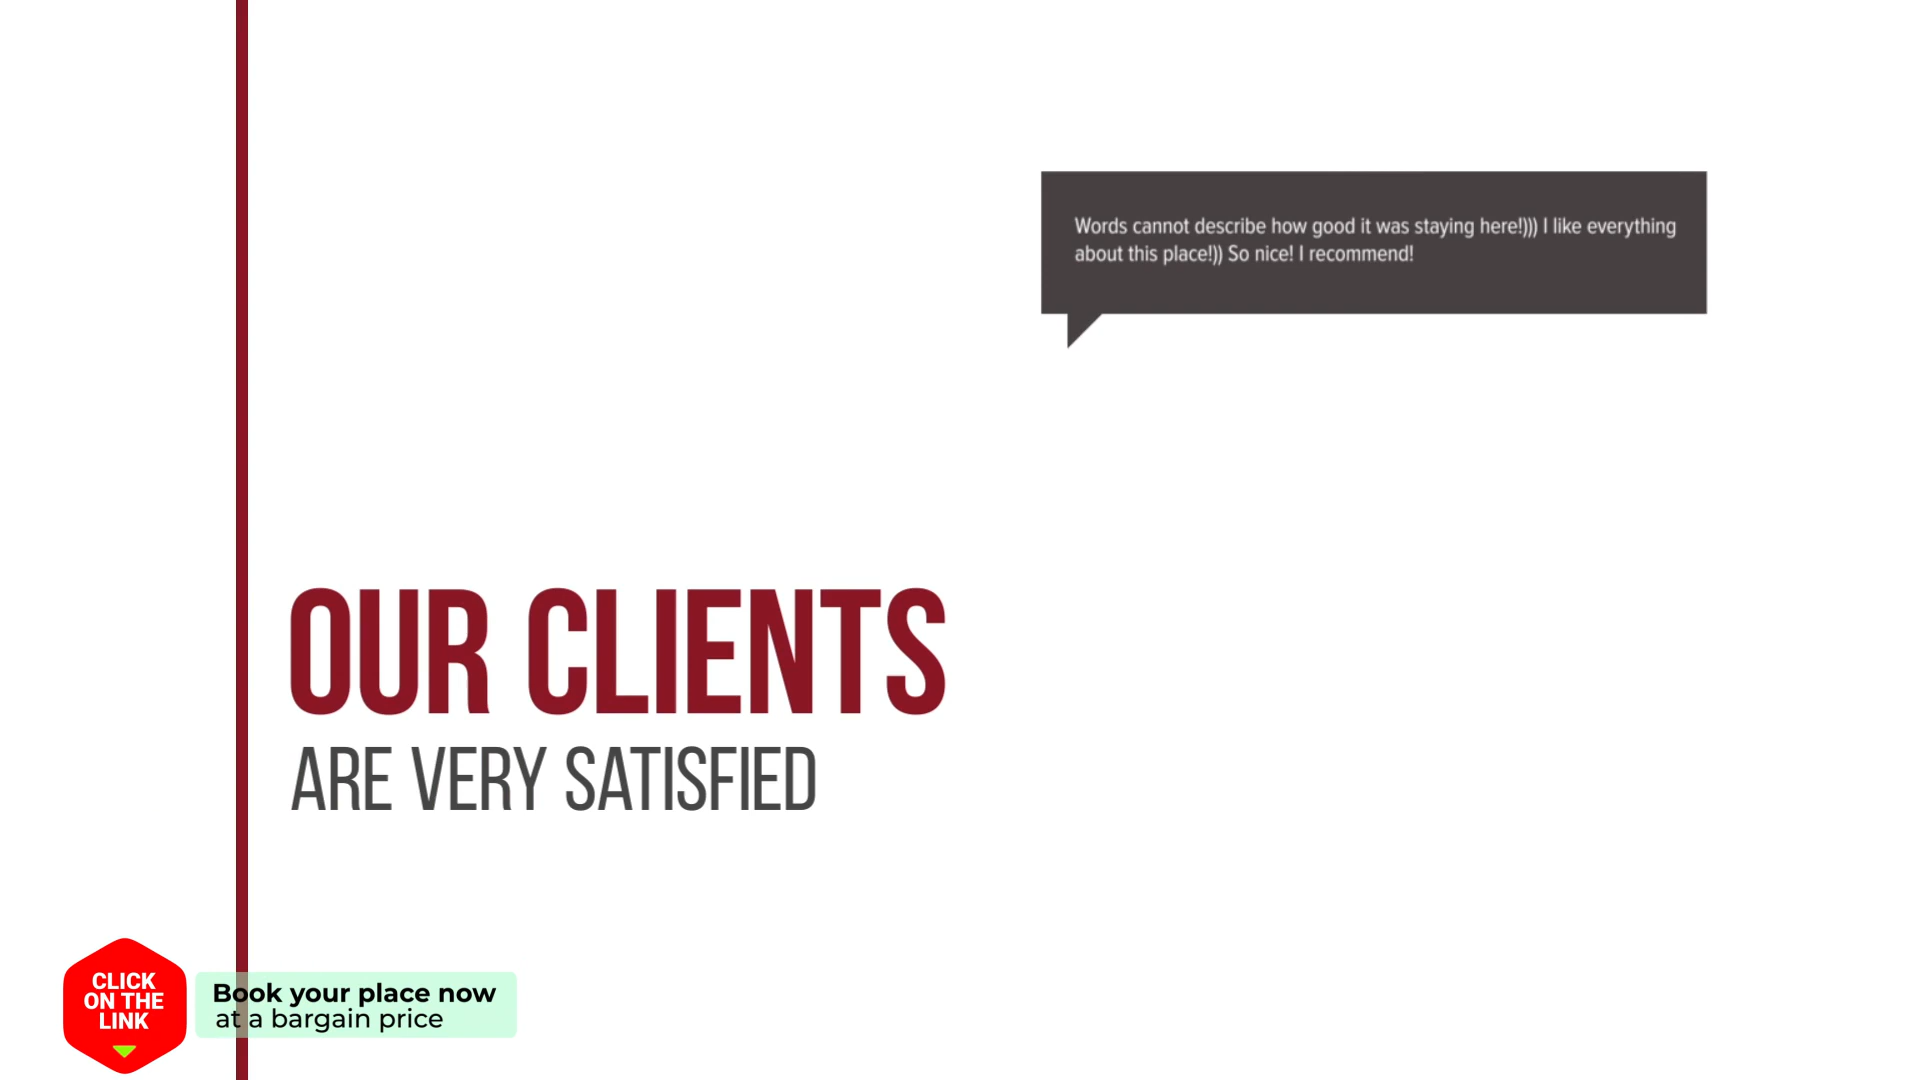 Words cannot describe how good it was staying here!))) I like everything
about this place!)) So nice! I recommend!
OUR CLIENTS
ARE VERY SATISFIED
CLICK
ON THE
LINK
Book your place now
at a bargain price